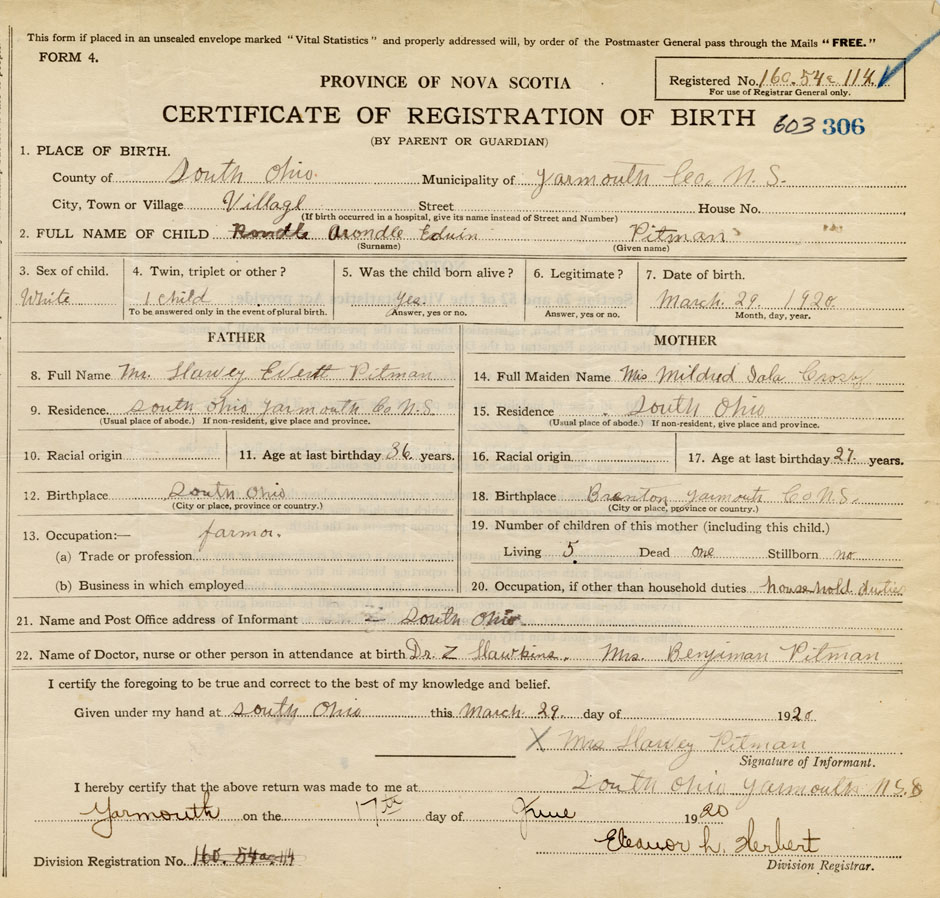 This form if placed in an unsealed envelope marked "Vital Statistics" and properly addressed will, by order of the Postmaster General pass through the Mails "FREE."
FORM 4.
PROVINCE OF NOVA SCOTIA
Registered No. 160. 54a 114
For use of Registrar General only.
CERTIFICATE OF REGISTRATION OF BIRTH 603 306
(BY PARENT OR GUARDIAN)
1. PLACE OF BIRTH.
County of South Ohio. Municipality of Yarmouth Co. N. S.
City, Town or Village Village Street House No.
(If birth occurred in a hospital, give its name instead of Street and Number)
2. FULL NAME OF CHILD Arondle Edwin Pitman
(Surname) (Given name)
3. Sex of child. 4. Twin, triplet or other? 5. Was the child born alive? 6. Legitimate? 7. Date of birth.
White 1 child Yes. March. 29. 1920.
To be answered only in the event of plural birth. Answer, yes or no. Answer, yes or no. Month, day, year.
FATHER MOTHER
8. Full Name Mr. Harvey Everett Pitman 14. Full Maiden Name Mis Mildred Crosby
9. Residence. South Ohio Yarmouth Co N.S. 15. Residence South Ohio
(Usual place of abode.) If non-resident, give place and province. (Usual place of abode.) If non-resident, give place and province.
10. Racial origin 11. Age at last birthday 36. years. 16. Racial origin 17. Age at last birthday 27. years.
12. Birthplace South Ohio 18. Birthplace Brenton Yarmouth Co N.S.
(City or place, province or country.) (City or place, province or country.)
13. Occupation:— farmer. 19. Number of children of this mother (including this child.)
(a) Trade or profession Living 5. Dead one Stillborn no
(b) Business in which employed 20. Occupation, if other than household duties household duties
21. Name and Post Office address of Informant South Ohio
22. Name of Doctor, nurse or other person in attendance at birth Dr. Z Hawkins. Mrs. Benjiman Pitman
I certify the foregoing to be true and correct to the best of my knowledge and belief.
Given under my hand at South Ohio this March. 29. day of 1920
X Mrs Harvey Pitman
Signature of Informant.
I hereby certify that the above return was made to me at South Ohio Yarmouth N.S.
Yarmouth on the 17th day of June 1920
Eleanor L. Herbert
Division Registration No. 160. 54a 114 Division Registrar.